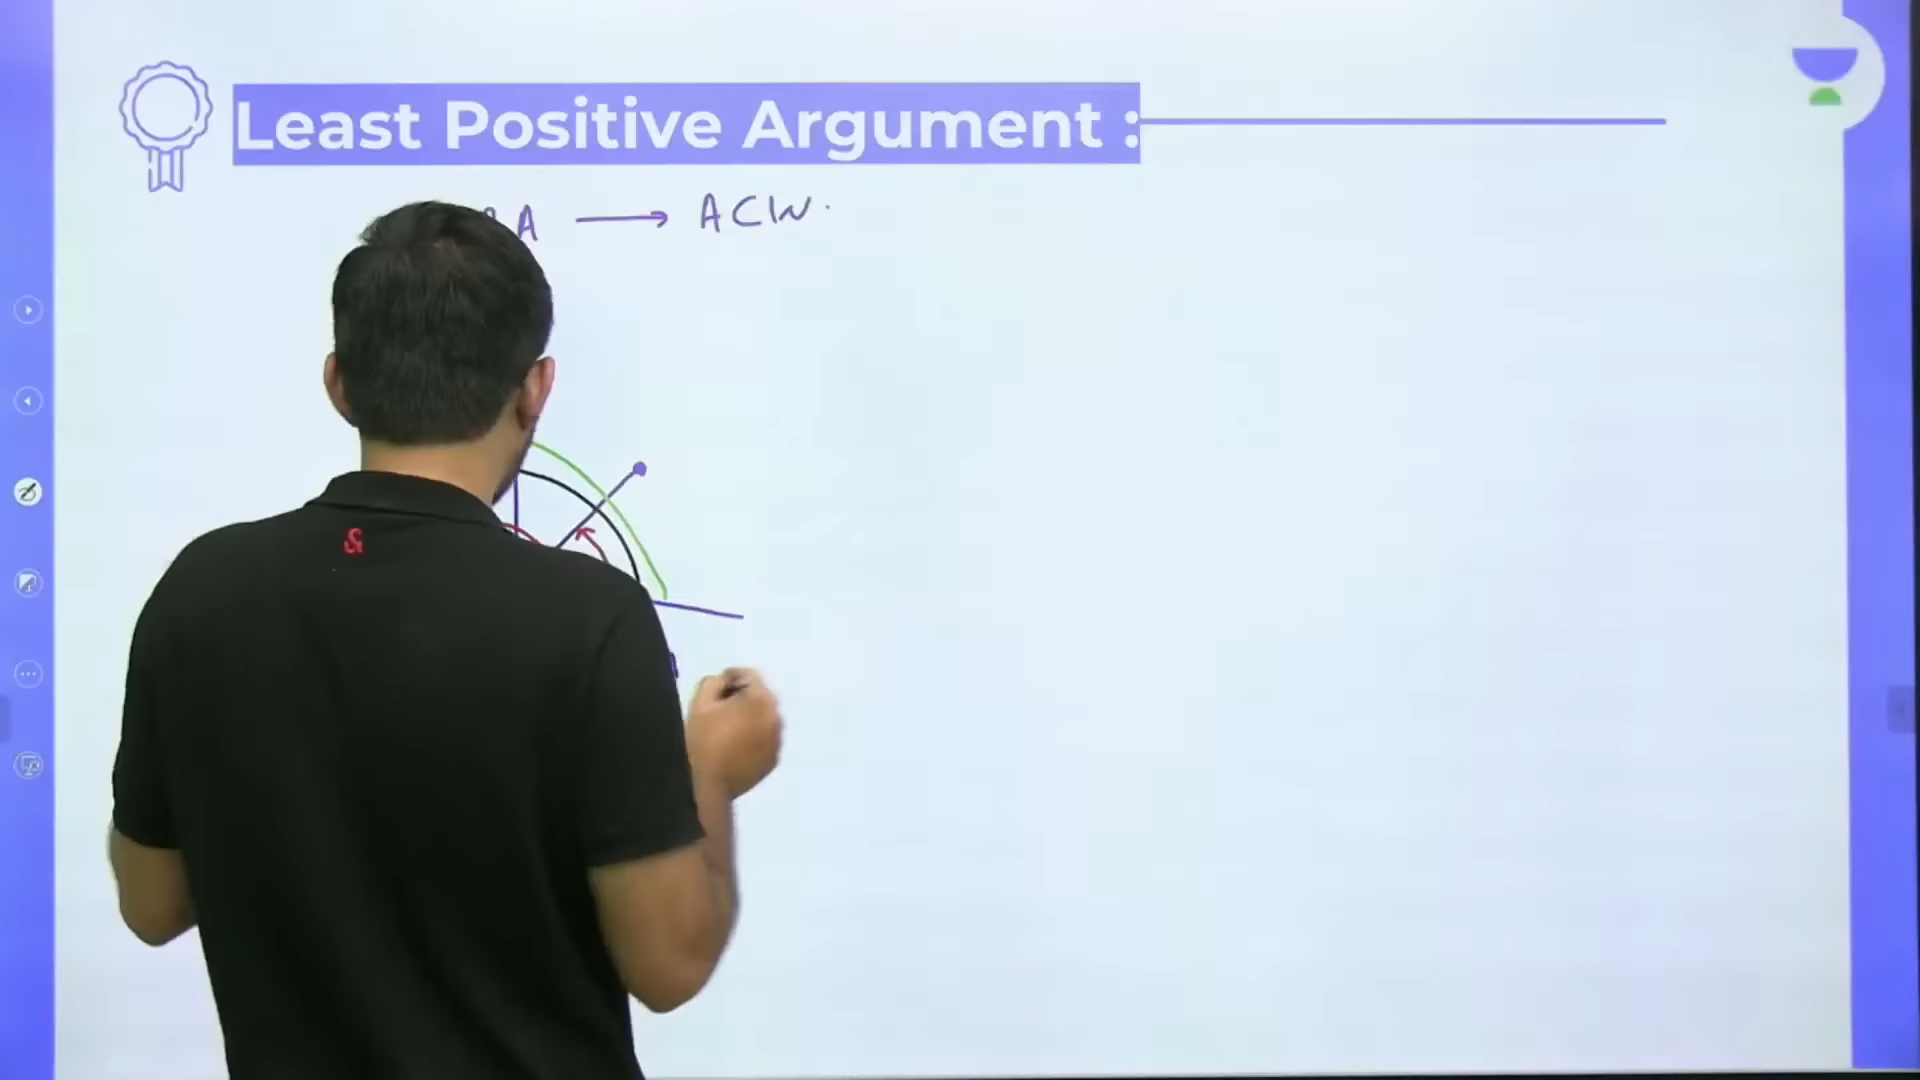 Least Positive Argument :
A → ACW.